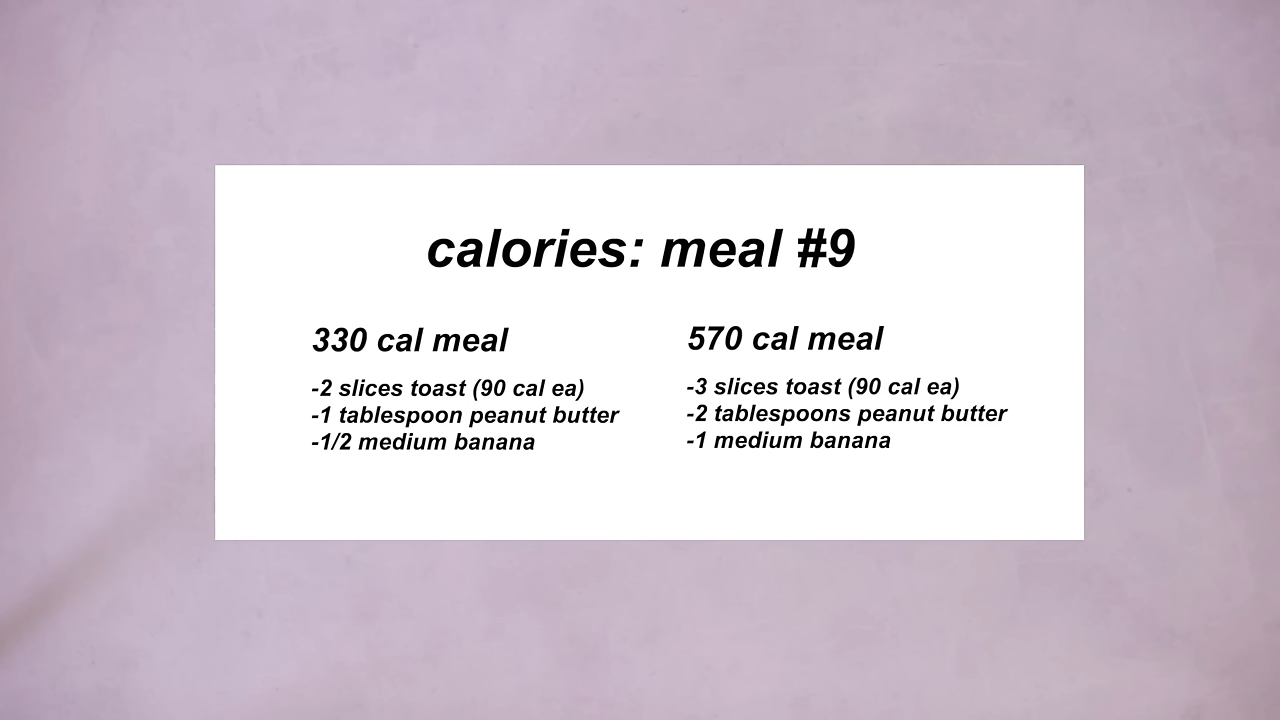 calories: meal #9
330 cal meal
-2 slices toast (90 cal ea)
-1 tablespoon peanut butter
-1/2 medium banana
570 cal meal
-3 slices toast (90 cal ea)
-2 tablespoons peanut butter
-1 medium banana